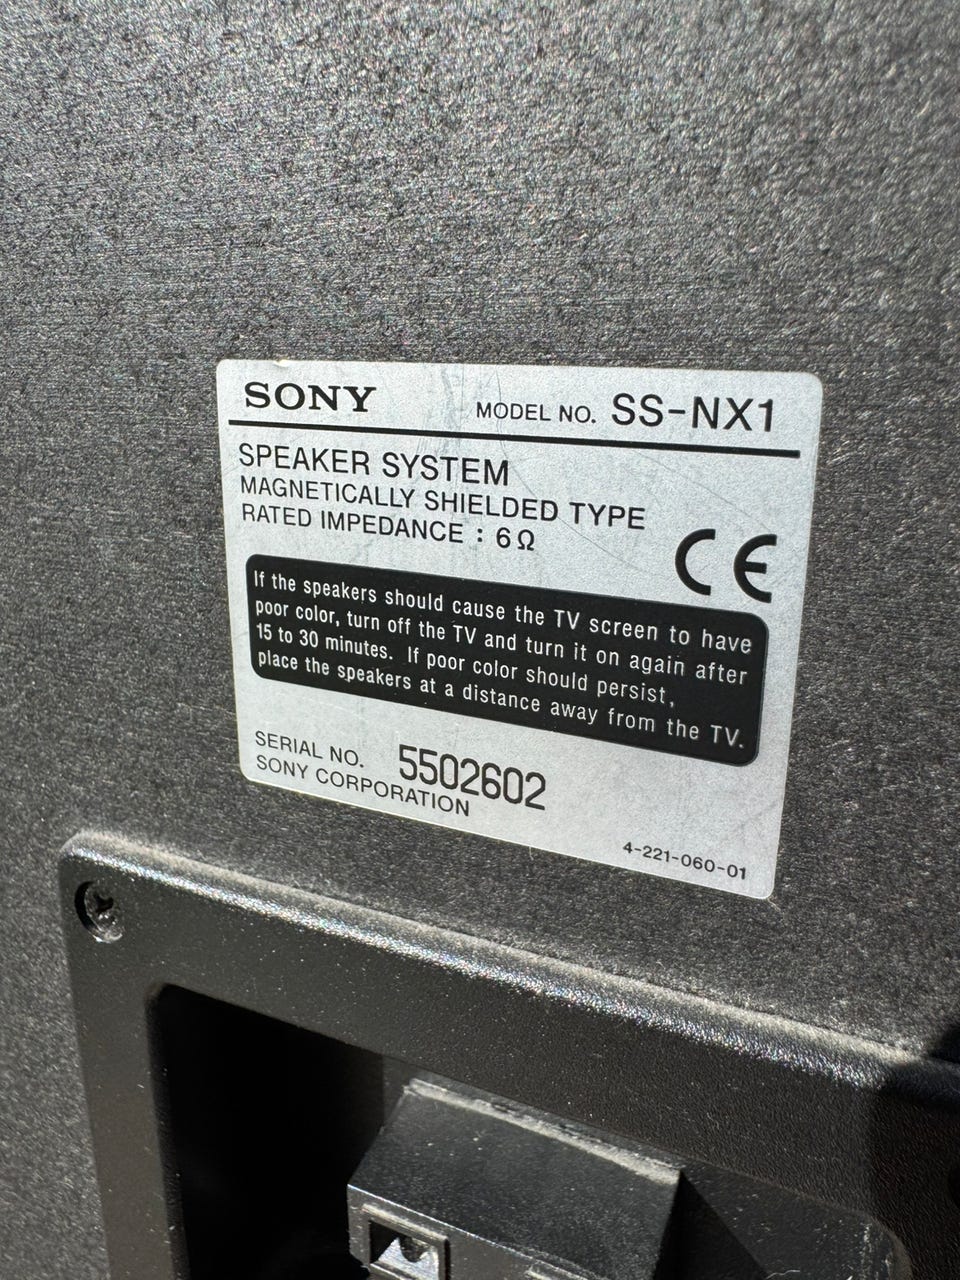 SONY MODEL NO. SS-NX1
SPEAKER SYSTEM
MAGNETICALLY SHIELDED TYPE
RATED IMPEDANCE : 6Ω
CE
If the speakers should cause the TV screen to have
poor color, turn off the TV and turn it on again after
15 to 30 minutes. If poor color should persist,
place the speakers at a distance away from the TV.
SERIAL NO. 5502602
SONY CORPORATION
4-221-060-01